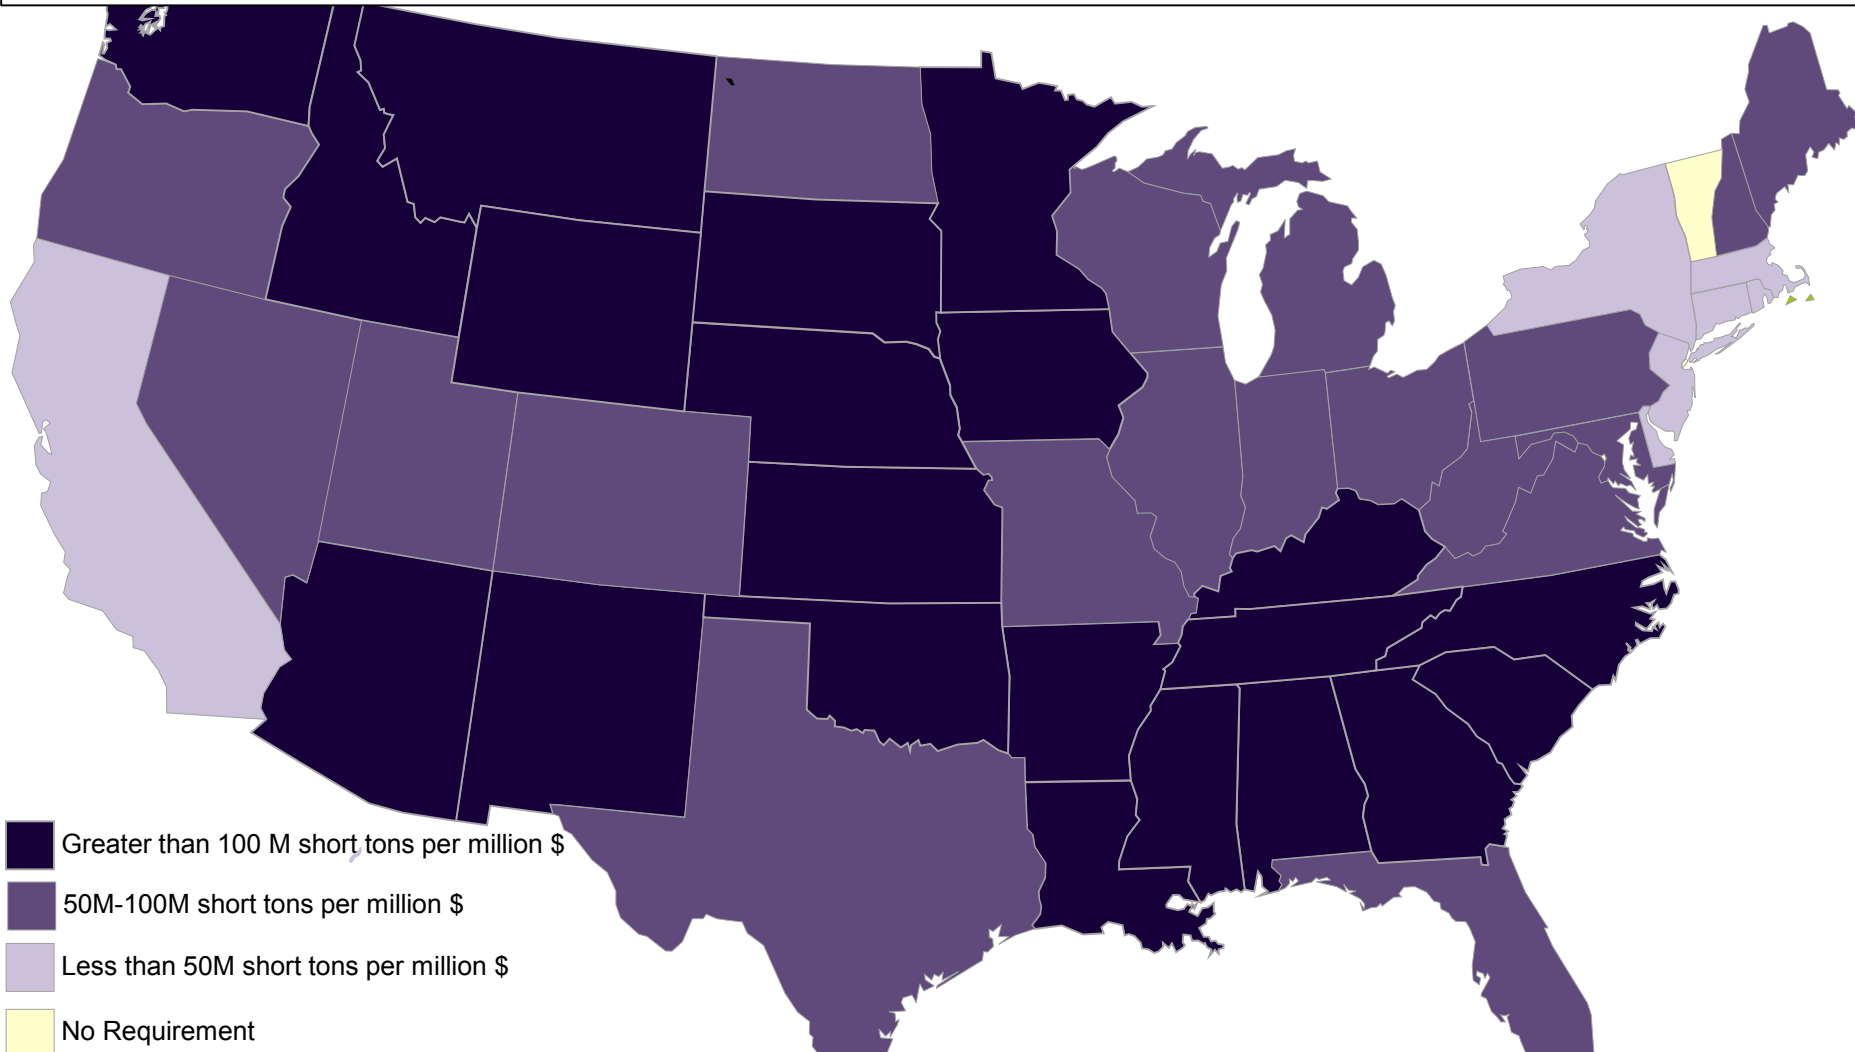 Greater than 100 M short tons per million $
50M-100M short tons per million $
Less than 50M short tons per million $
No Requirement